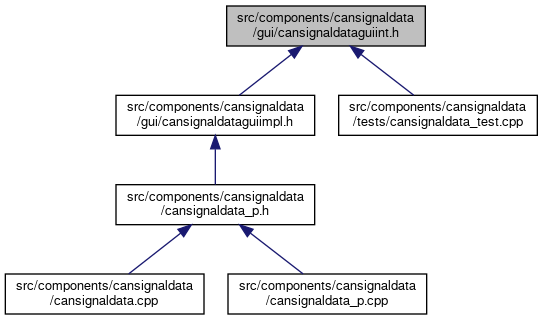 src/components/cansignaldata
/gui/cansignaldataguiint.h
src/components/cansignaldata
/gui/cansignaldataguiimpl.h
src/components/cansignaldata
/tests/cansignaldata_test.cpp
src/components/cansignaldata
/cansignaldata_p.h
src/components/cansignaldata
/cansignaldata.cpp
src/components/cansignaldata
/cansignaldata_p.cpp